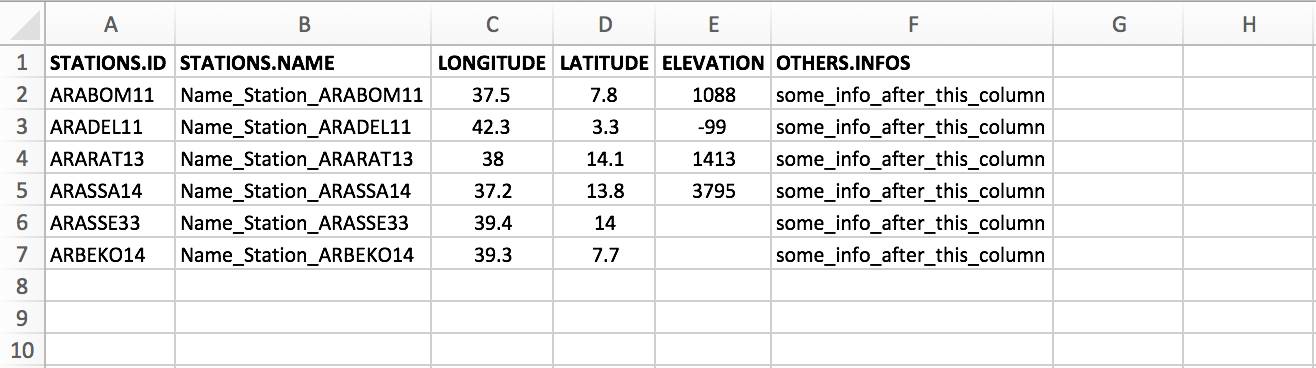 A B C D E F G H
1 STATIONS.ID STATIONS.NAME LONGITUDE LATITUDE ELEVATION OTHERS.INFOS
2 ARABOM11 Name_Station_ARABOM11 37.5 7.8 1088 some_info_after_this_column
3 ARADEL11 Name_Station_ARADEL11 42.3 3.3 -99 some_info_after_this_column
4 ARARAT13 Name_Station_ARARAT13 38 14.1 1413 some_info_after_this_column
5 ARASSA14 Name_Station_ARASSA14 37.2 13.8 3795 some_info_after_this_column
6 ARASSE33 Name_Station_ARASSE33 39.4 14 some_info_after_this_column
7 ARBEKO14 Name_Station_ARBEKO14 39.3 7.7 some_info_after_this_column
8
9
10